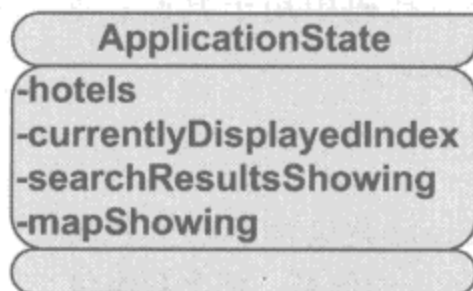 ApplicationState
-hotels
-currentlyDisplayedIndex
-searchResultsShowing
-mapShowing